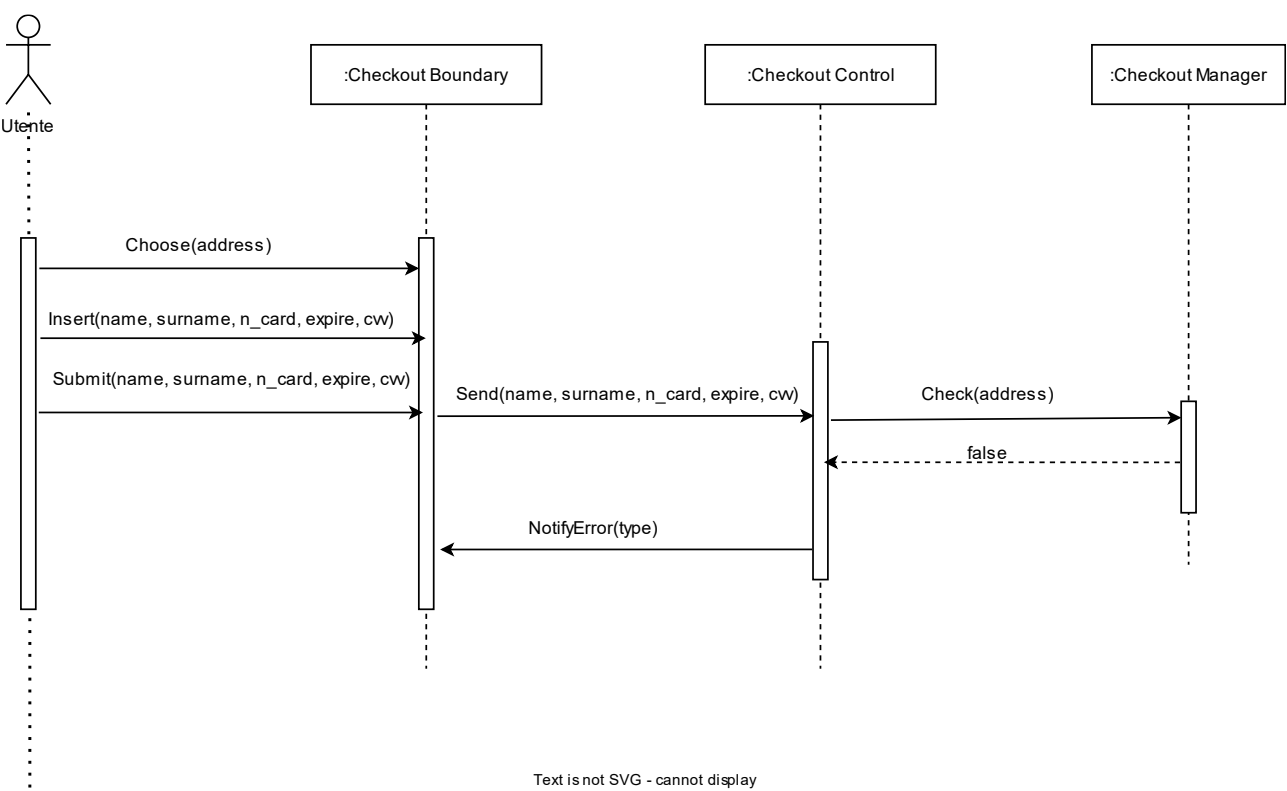 Utente
:Checkout Boundary
:Checkout Control
:Checkout Manager
Choose(address)
Insert(name, surname, n_card, expire, cvv)
Submit(name, surname, n_card, expire, cvv)
Send(name, surname, n_card, expire, cvv)
Check(address)
false
NotifyError(type)
Text is not SVG - cannot display